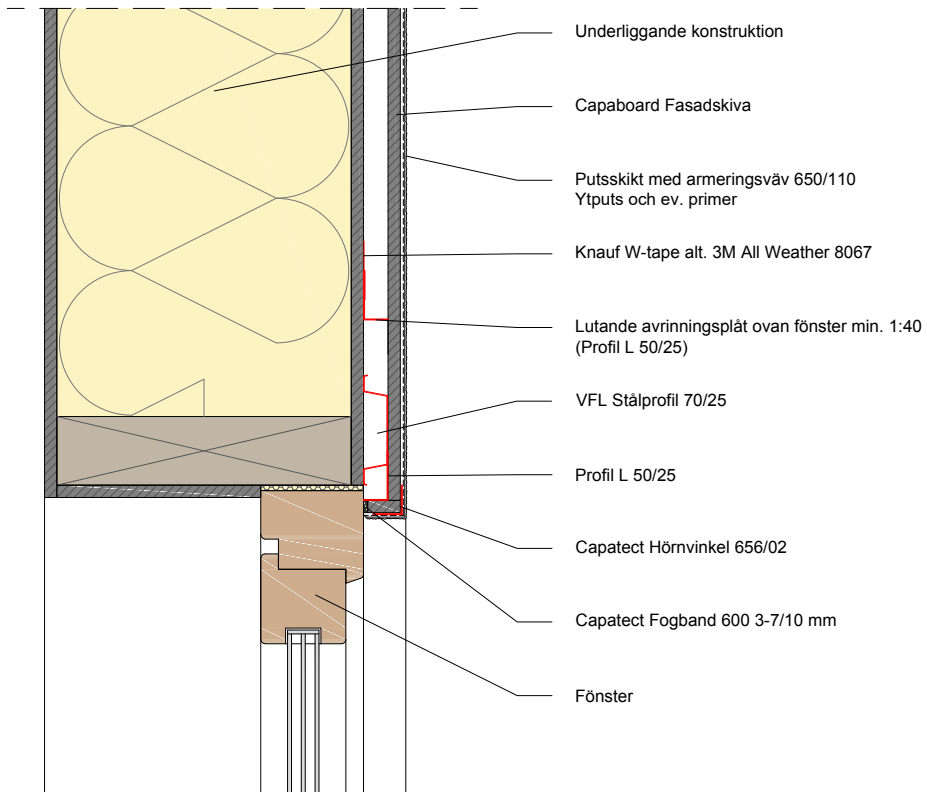 Underliggande konstruktion
Capaboard Fasadskiva
Putsskikt med armeringsväv 650/110
Ytputs och ev. primer
Knauf W-tape alt. 3M All Weather 8067
Lutande avrinningsplåt ovan fönster min. 1:40
(Profil L 50/25)
VFL Stålprofil 70/25
Profil L 50/25
Capatect Hörnvinkel 656/02
Capatect Fogband 600 3-7/10 mm
Fönster